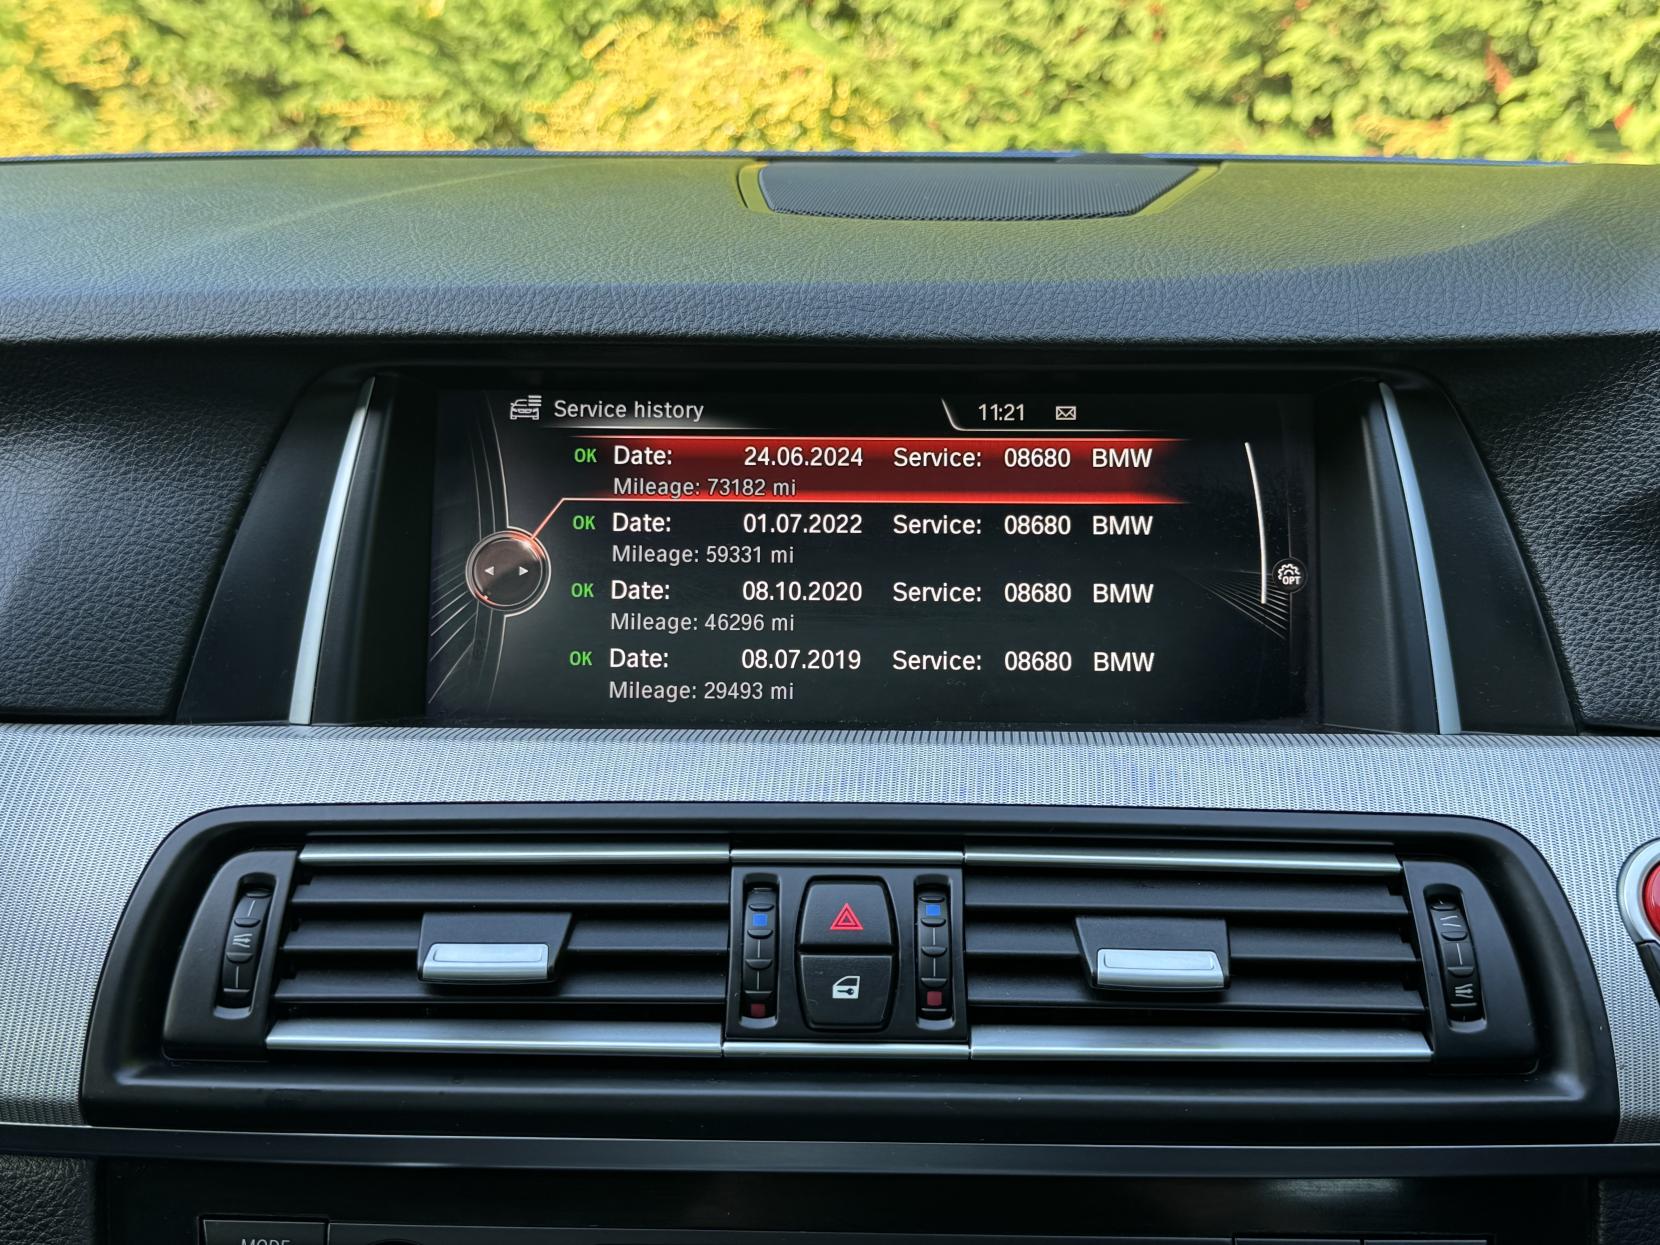 Service history 11:21
OK Date: 24.06.2024 Service: 08680 BMW
Mileage: 73182 mi
OK Date: 01.07.2022 Service: 08680 BMW
Mileage: 59331 mi
OPT
OK Date: 08.10.2020 Service: 08680 BMW
Mileage: 46296 mi
OK Date: 08.07.2019 Service: 08680 BMW
Mileage: 29493 mi
MODE